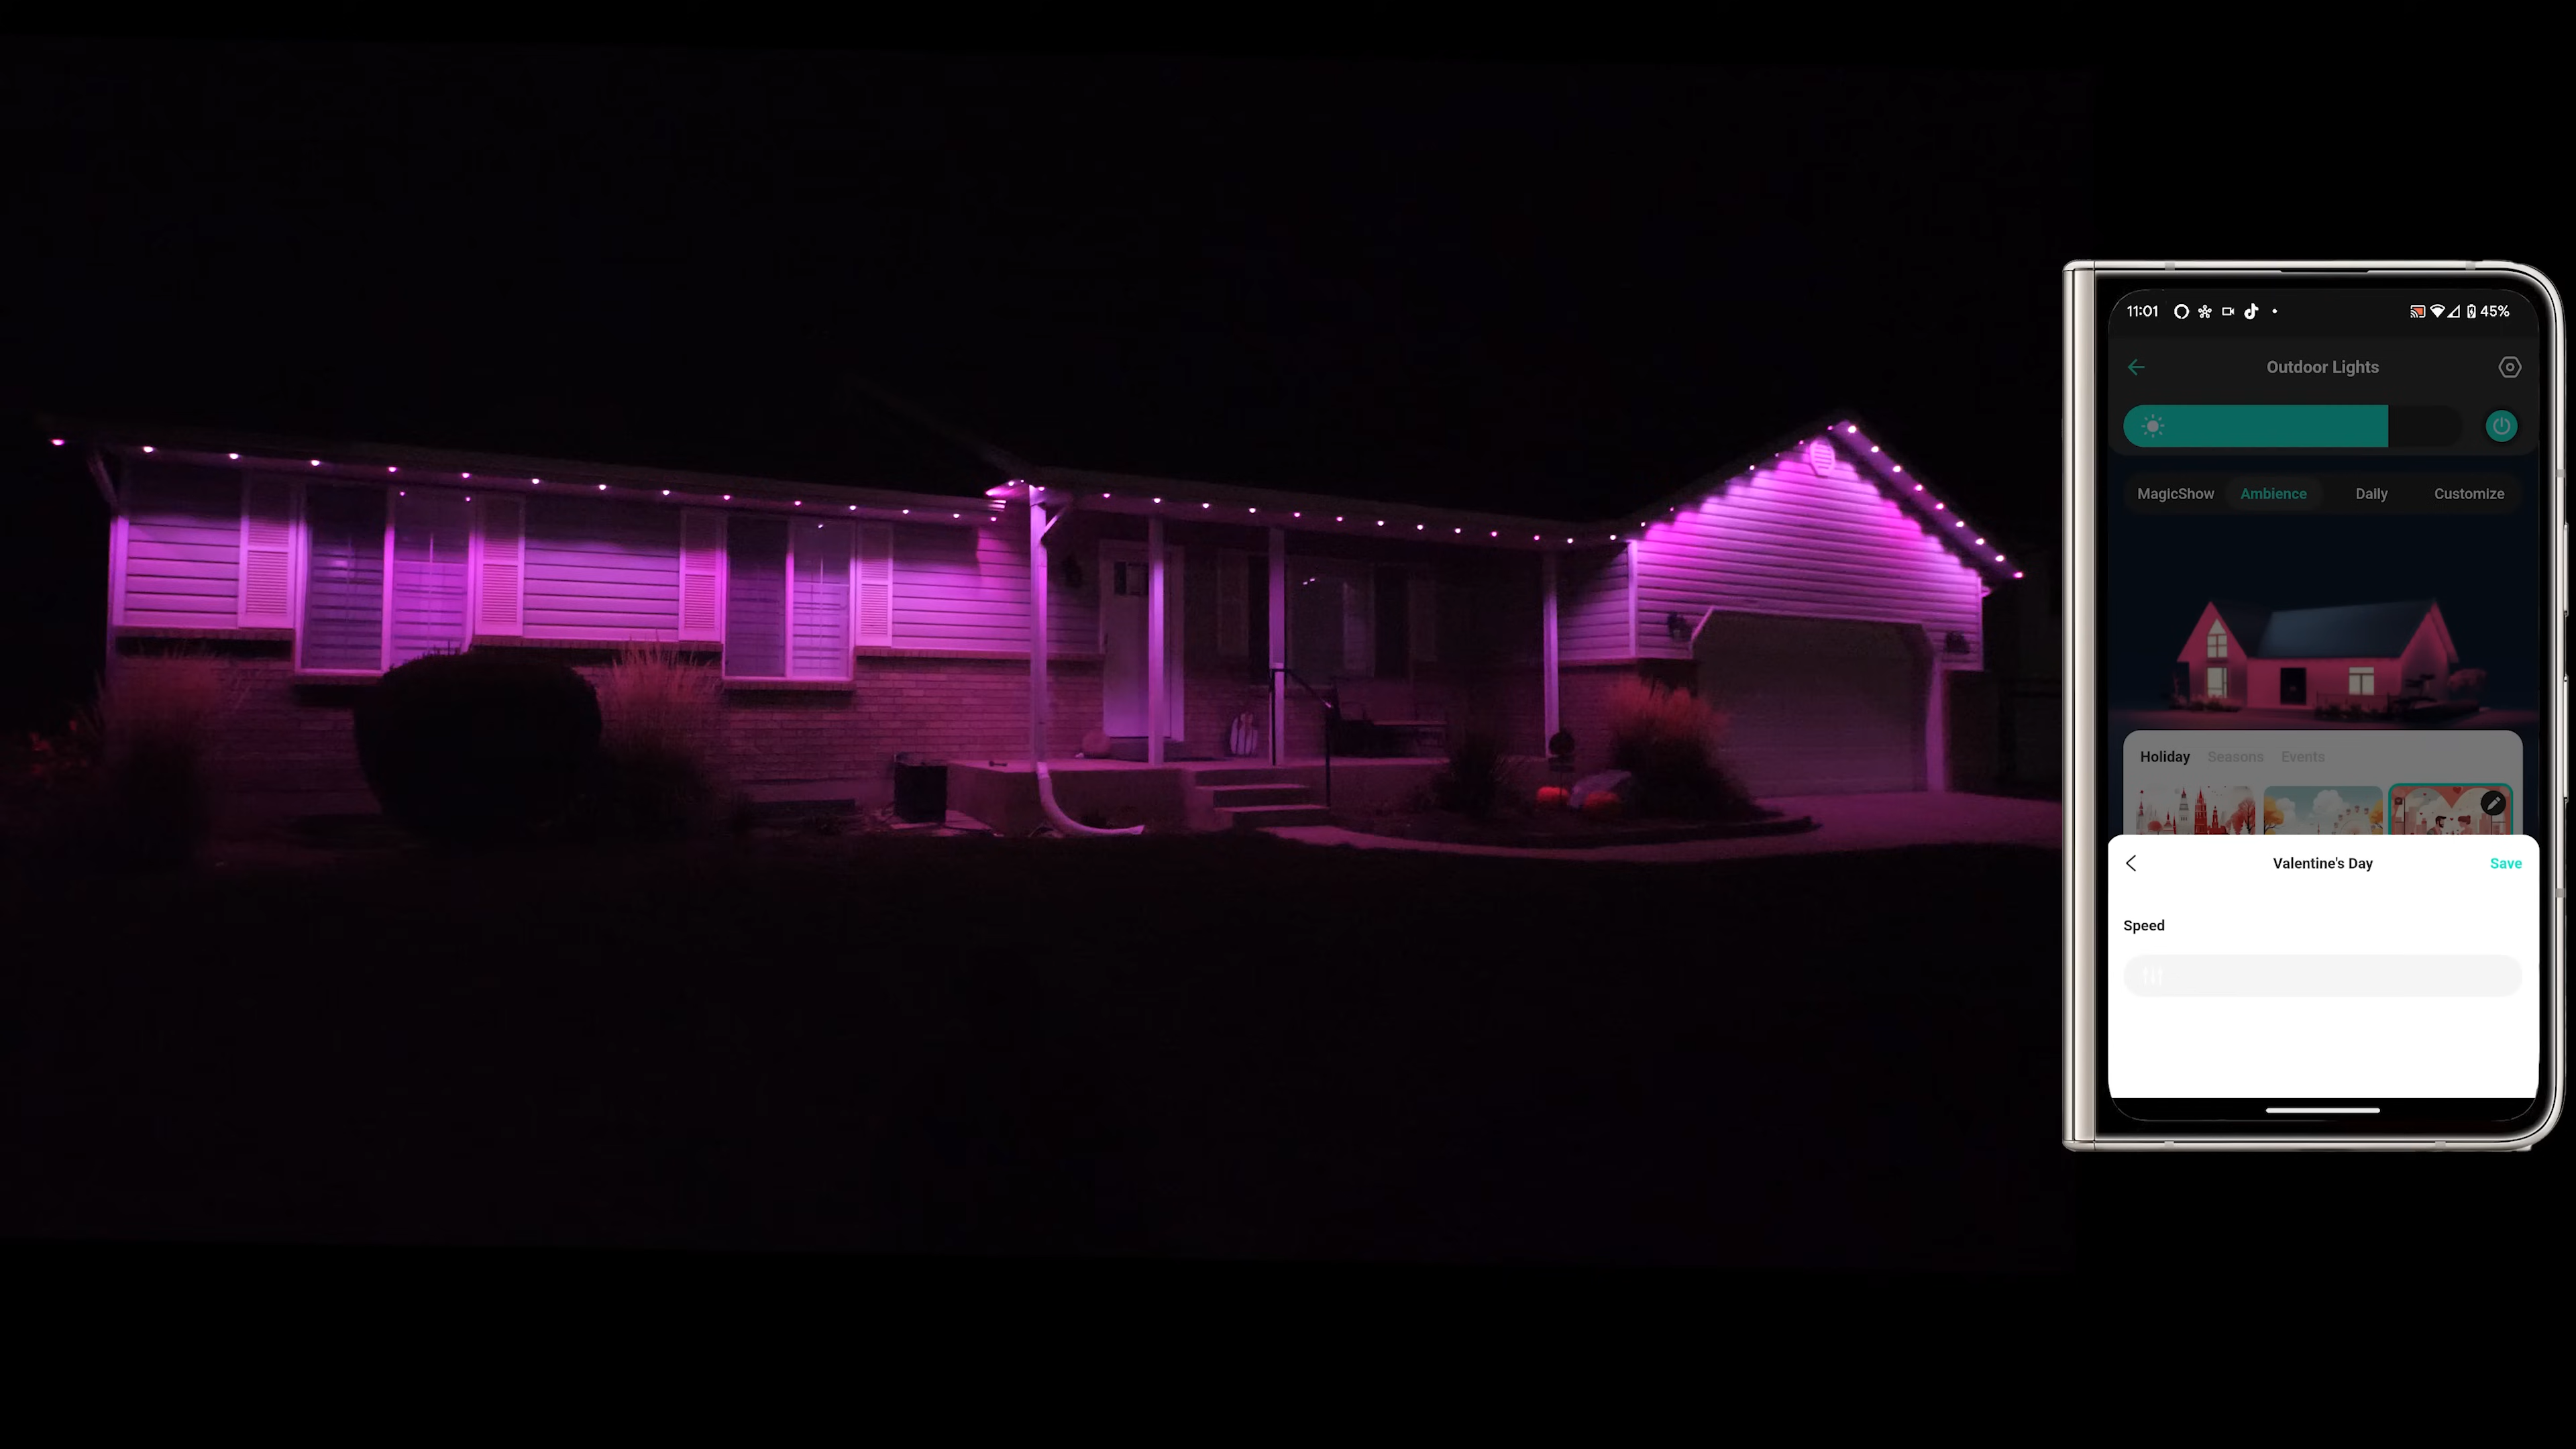 11:01
45%
Outdoor Lights
MagicShow Ambience Daily Customize
Holiday Seasons Events
Valentine's Day Save
Speed